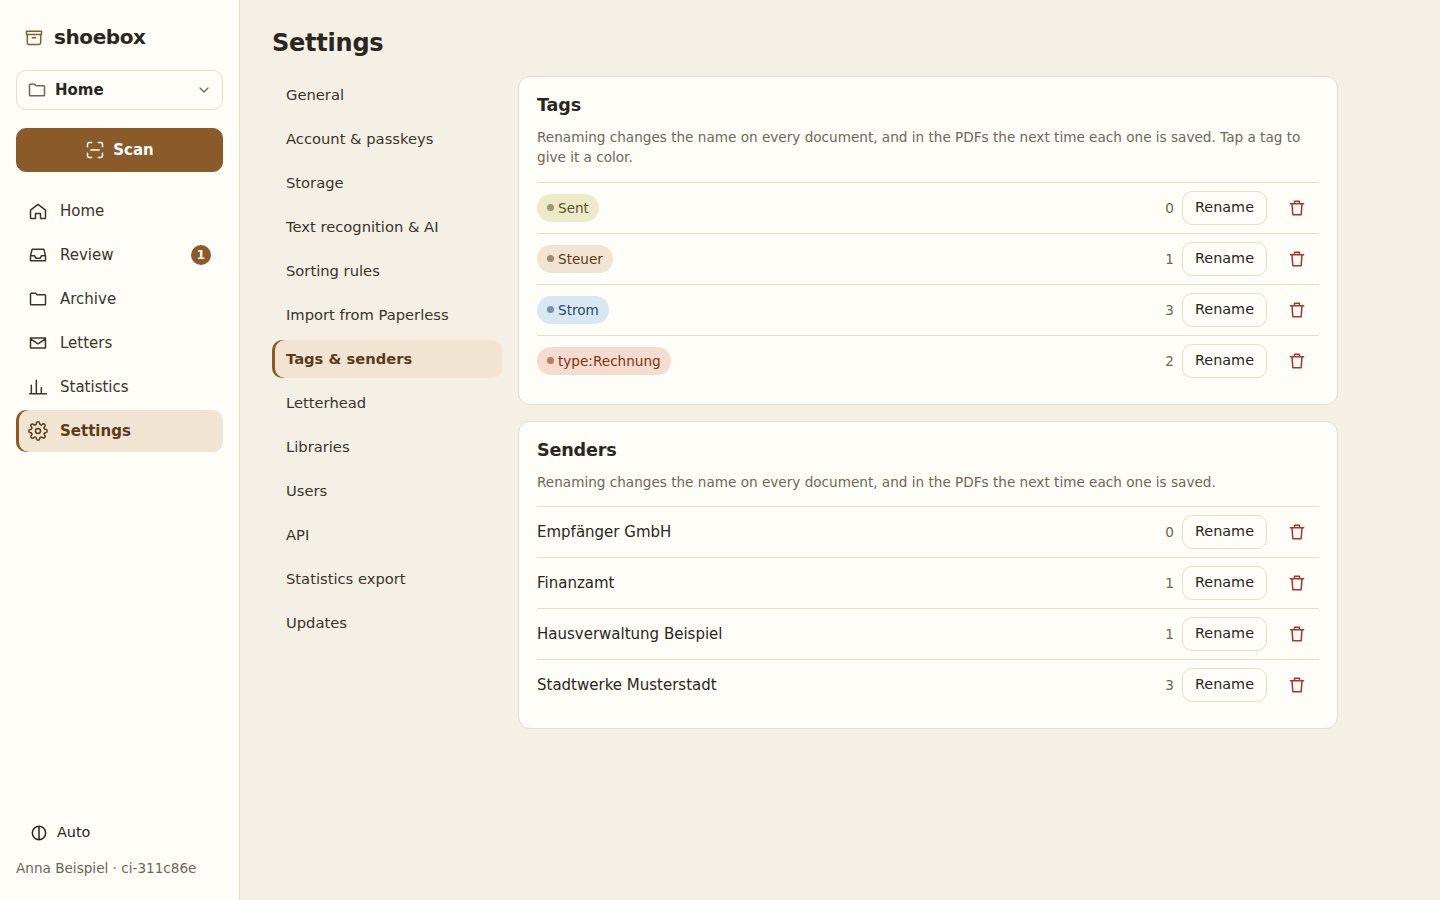 shoebox
Home
Scan
Home
Review 1
Archive
Letters
Statistics
Settings
Auto
Anna Beispiel · ci-311c86e
Settings
General
Account & passkeys
Storage
Text recognition & AI
Sorting rules
Import from Paperless
Tags & senders
Letterhead
Libraries
Users
API
Statistics export
Updates
Tags
Renaming changes the name on every document, and in the PDFs the next time each one is saved. Tap a tag to
give it a color.
Sent 0 Rename
Steuer 1 Rename
Strom 3 Rename
type:Rechnung 2 Rename
Senders
Renaming changes the name on every document, and in the PDFs the next time each one is saved.
Empfänger GmbH 0 Rename
Finanzamt 1 Rename
Hausverwaltung Beispiel 1 Rename
Stadtwerke Musterstadt 3 Rename